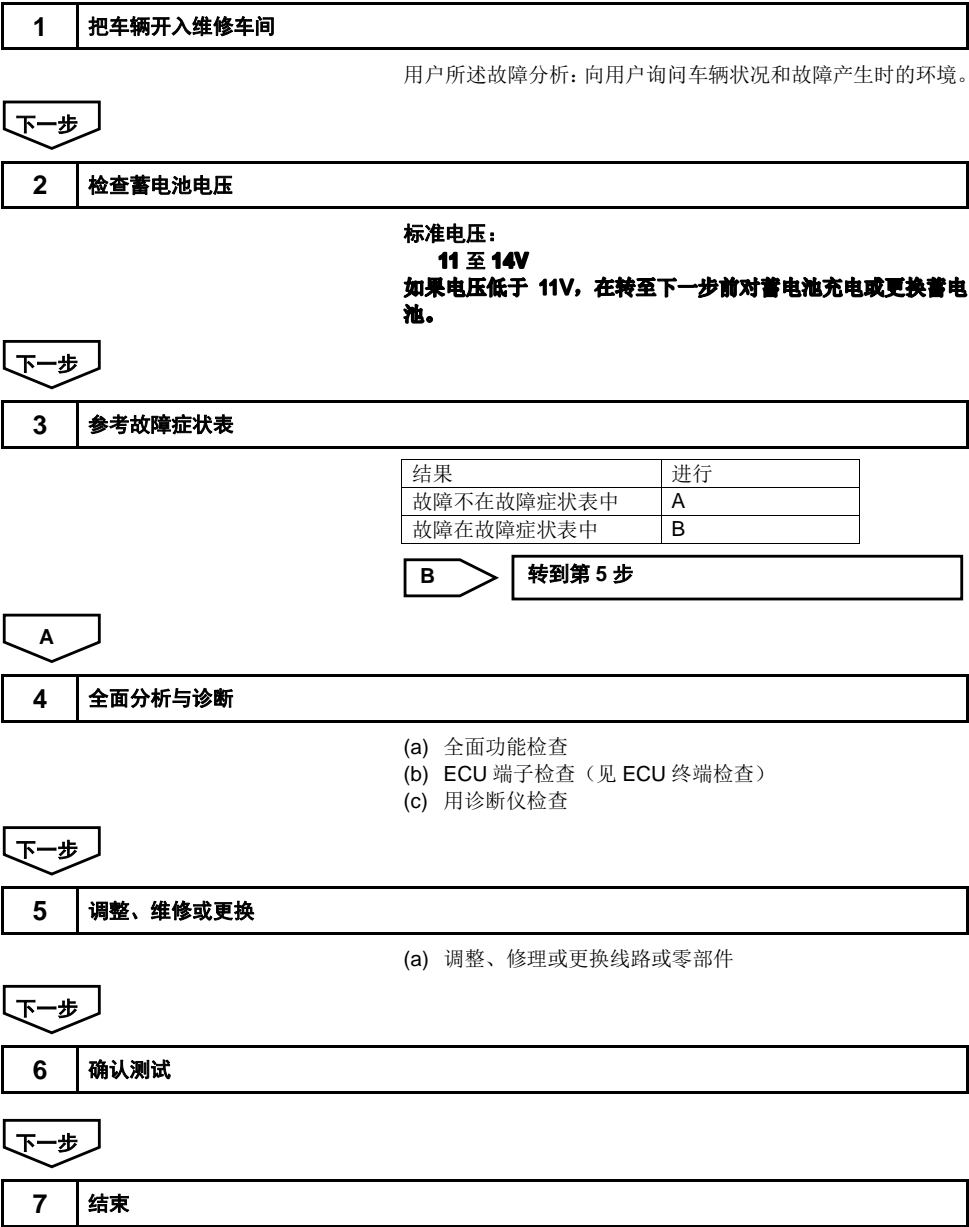 1 把车辆开入维修车间
用户所述故障分析：向用户询问车辆状况和故障产生时的环境。
下一步
2 检查蓄电池电压
标准电压：
11 至 14V
如果电压低于 11V，在转至下一步前对蓄电池充电或更换蓄电
池。
下一步
3 参考故障症状表
结果 进行
故障不在故障症状表中 A
故障在故障症状表中 B
B 转到第 5 步
A
4 全面分析与诊断
(a) 全面功能检查
(b) ECU 端子检查（见 ECU 终端检查）
(c) 用诊断仪检查
下一步
5 调整、维修或更换
(a) 调整、修理或更换线路或零部件
下一步
6 确认测试
下一步
7 结束